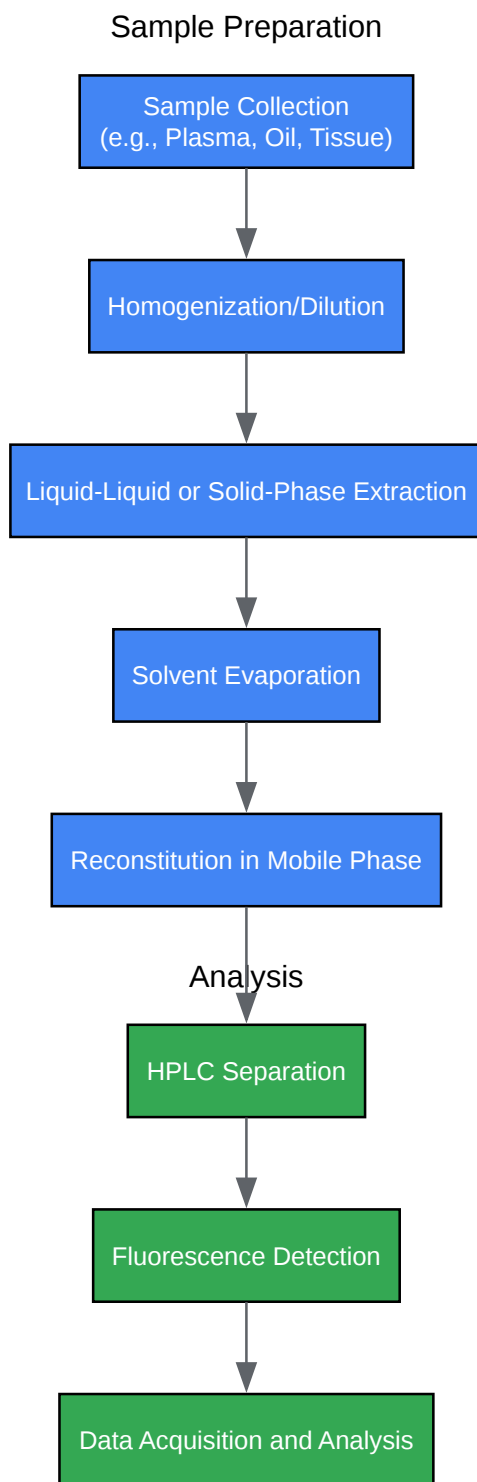 Sample Preparation
Sample Collection
(e.g., Plasma, Oil, Tissue)
Homogenization/Dilution
Liquid-Liquid or Solid-Phase Extraction
Solvent Evaporation
Reconstitution in Mobile Phase
Analysis
HPLC Separation
Fluorescence Detection
Data Acquisition and Analysis